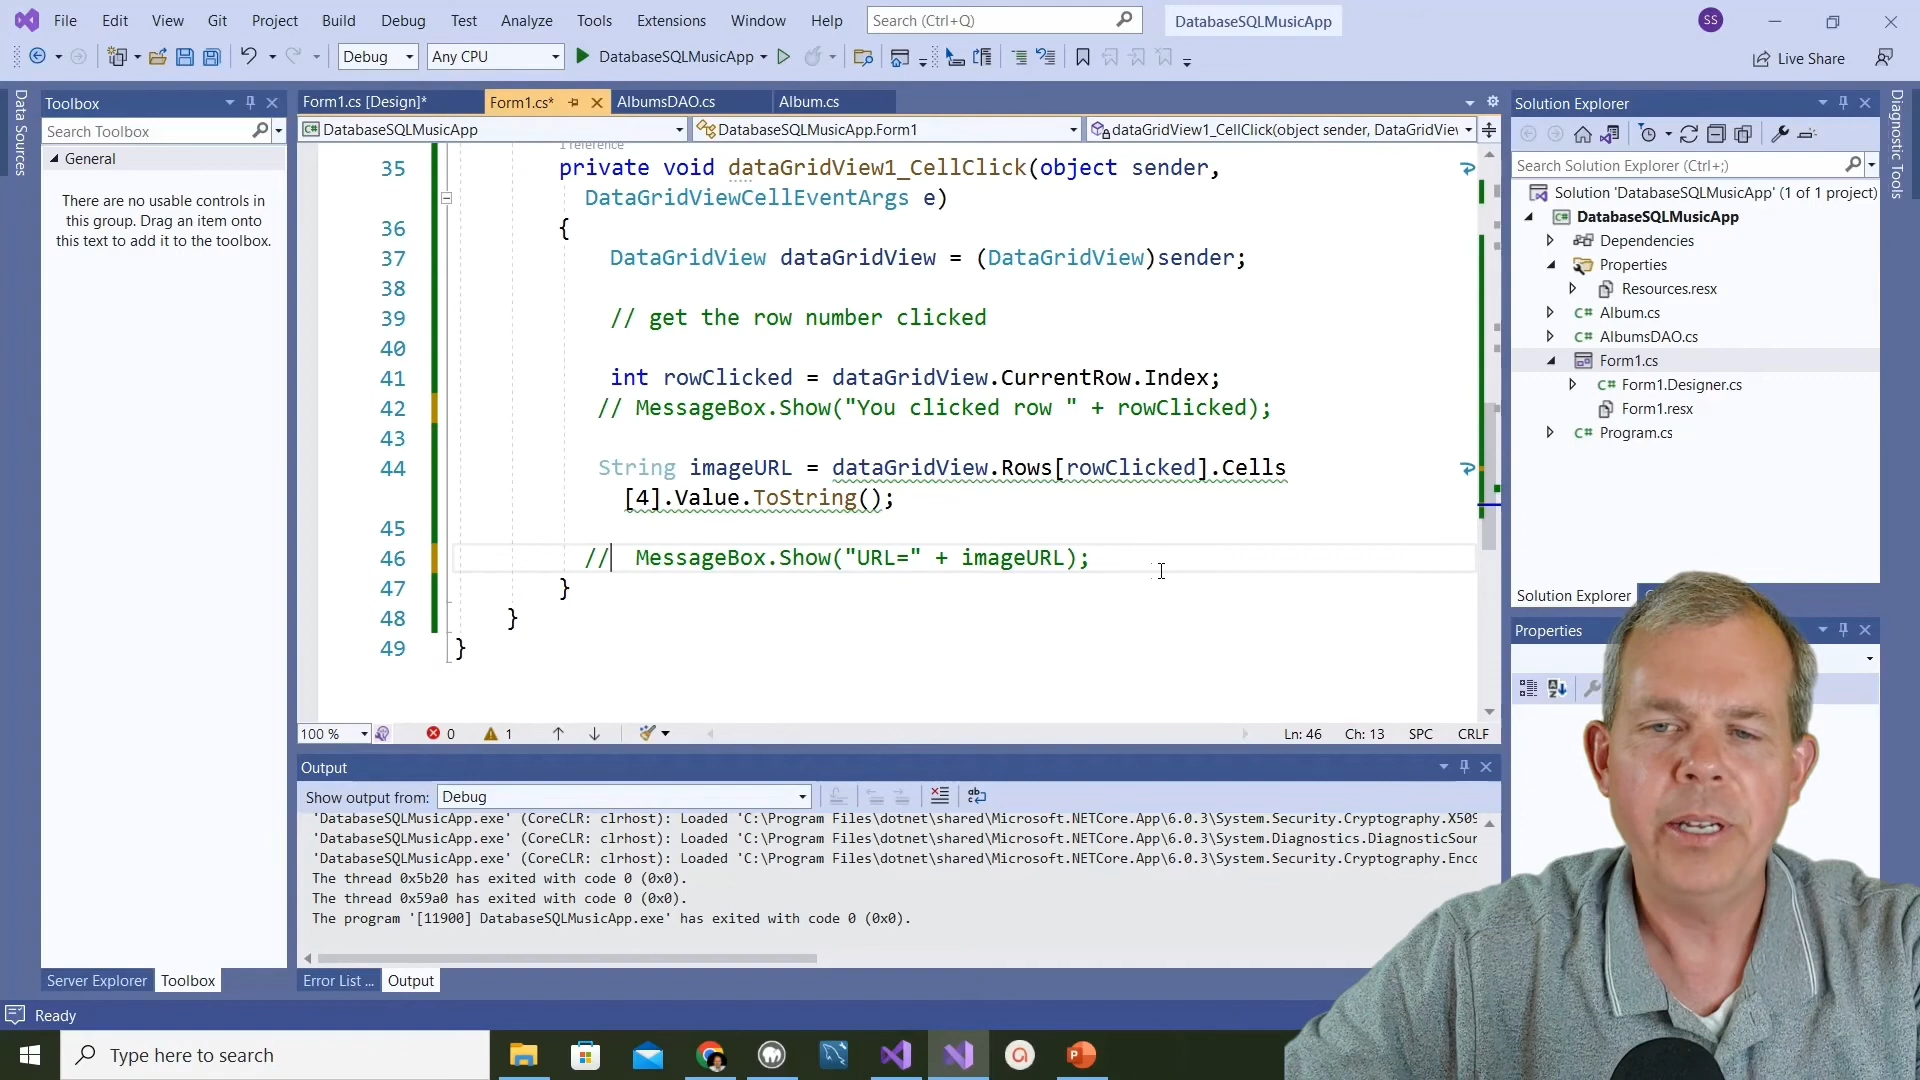 File Edit View Git Project Build Debug Test Analyze Tools Extensions Window Help Search (Ctrl+Q) DatabaseSQLMusicApp SS
Debug Any CPU DatabaseSQLMusicApp Live Share
Data Sources
Toolbox
Search Toolbox
General
There are no usable controls in
this group. Drag an item onto
this text to add it to the toolbox.
Server Explorer Toolbox
Form1.cs [Design]* Form1.cs* AlbumsDAO.cs Album.cs
DatabaseSQLMusicApp DatabaseSQLMusicApp.Form1 dataGridView1_CellClick(object sender, DataGridVie
1 reference
35 private void dataGridView1_CellClick(object sender,
DataGridViewCellEventArgs e)
36 {
37 DataGridView dataGridView = (DataGridView)sender;
38
39 // get the row number clicked
40
41 int rowClicked = dataGridView.CurrentRow.Index;
42 // MessageBox.Show("You clicked row " + rowClicked);
43
44 String imageURL = dataGridView.Rows[rowClicked].Cells
[4].Value.ToString();
45
46 // MessageBox.Show("URL=" + imageURL);
47 }
48 }
49 }
100 % 0 1 Ln: 46 Ch: 13 SPC CRLF
Output
Show output from: Debug
'DatabaseSQLMusicApp.exe' (CoreCLR: clrhost): Loaded 'C:\Program Files\dotnet\shared\Microsoft.NETCore.App\6.0.3\System.Security.Cryptography.X509
'DatabaseSQLMusicApp.exe' (CoreCLR: clrhost): Loaded 'C:\Program Files\dotnet\shared\Microsoft.NETCore.App\6.0.3\System.Diagnostics.DiagnosticSour
'DatabaseSQLMusicApp.exe' (CoreCLR: clrhost): Loaded 'C:\Program Files\dotnet\shared\Microsoft.NETCore.App\6.0.3\System.Security.Cryptography.Enco
The thread 0x5b20 has exited with code 0 (0x0).
The thread 0x59a0 has exited with code 0 (0x0).
The program '[11900] DatabaseSQLMusicApp.exe' has exited with code 0 (0x0).
Error List ... Output
Solution Explorer
Search Solution Explorer (Ctrl+;)
Solution 'DatabaseSQLMusicApp' (1 of 1 project)
DatabaseSQLMusicApp
Dependencies
Properties
Resources.resx
C# Album.cs
C# AlbumsDAO.cs
Form1.cs
C# Form1.Designer.cs
Form1.resx
C# Program.cs
Solution Explorer
Properties
Diagnostic Tools
Ready
Type here to search